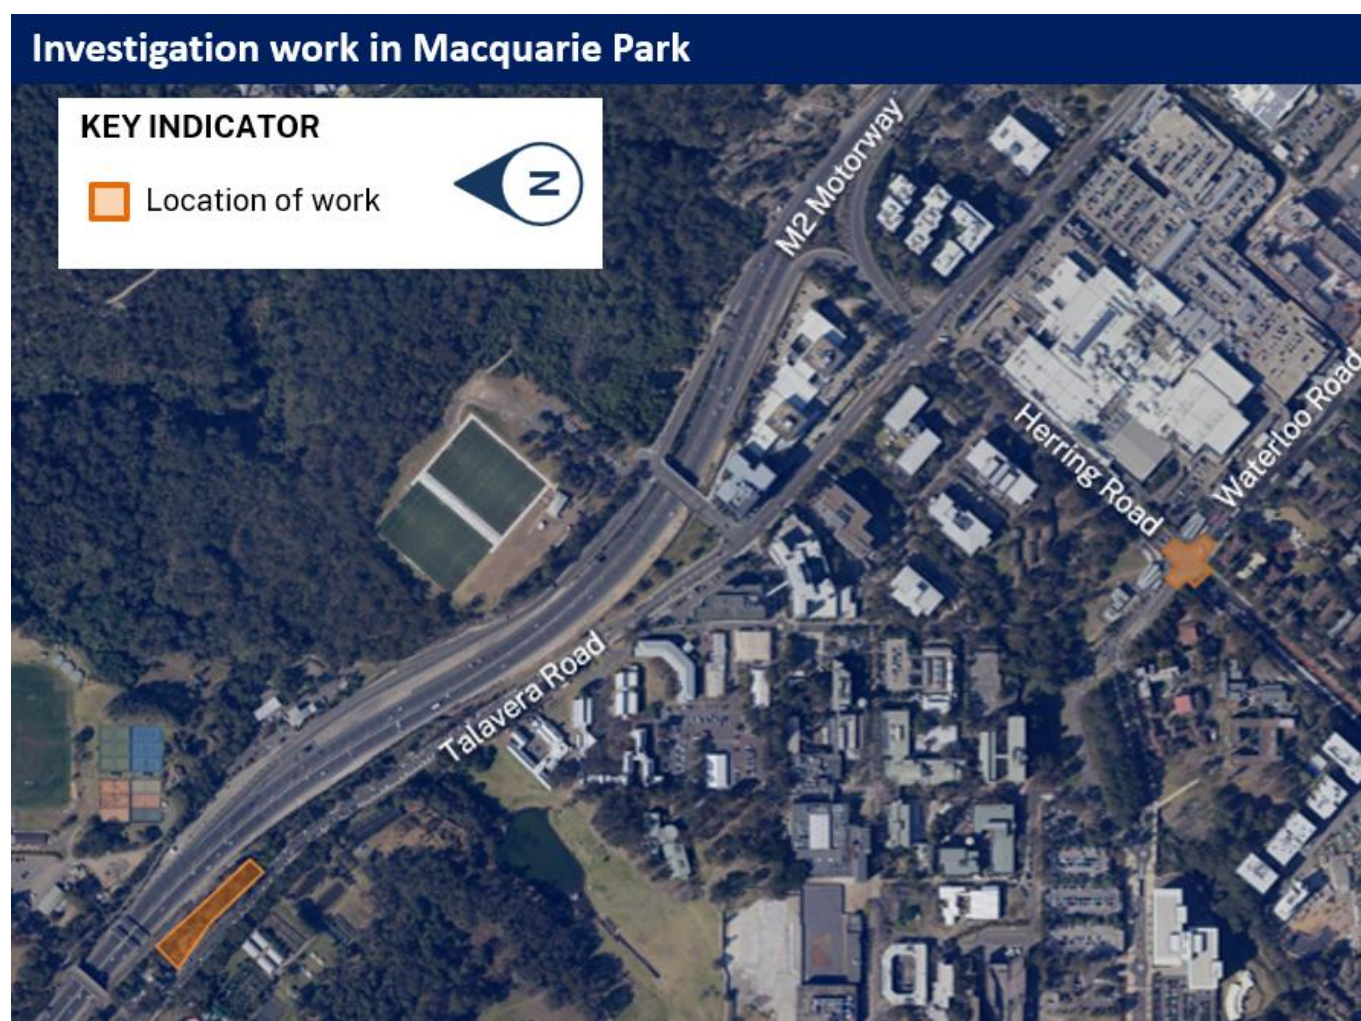 Investigation work in Macquarie Park
KEY INDICATOR
N
Location of work
M2 Motorway
Herring Road
Waterloo Road
Talavera Road